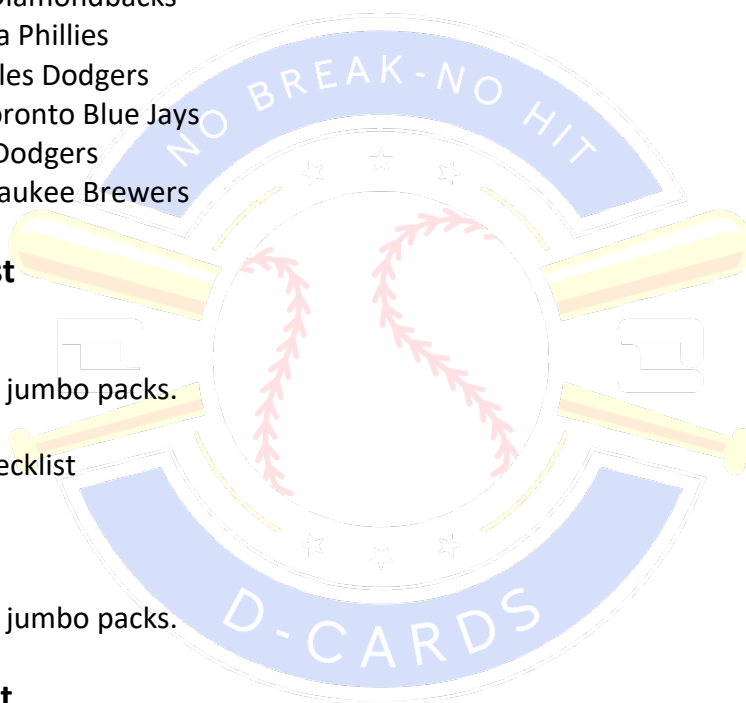 Diamondbacks
a Phillies
les Dodgers
oronto Blue Jays
Dodgers
aukee Brewers
st
jumbo packs.
ecklist
jumbo packs.
t
NO BREAK-NO HIT
D-CARDS